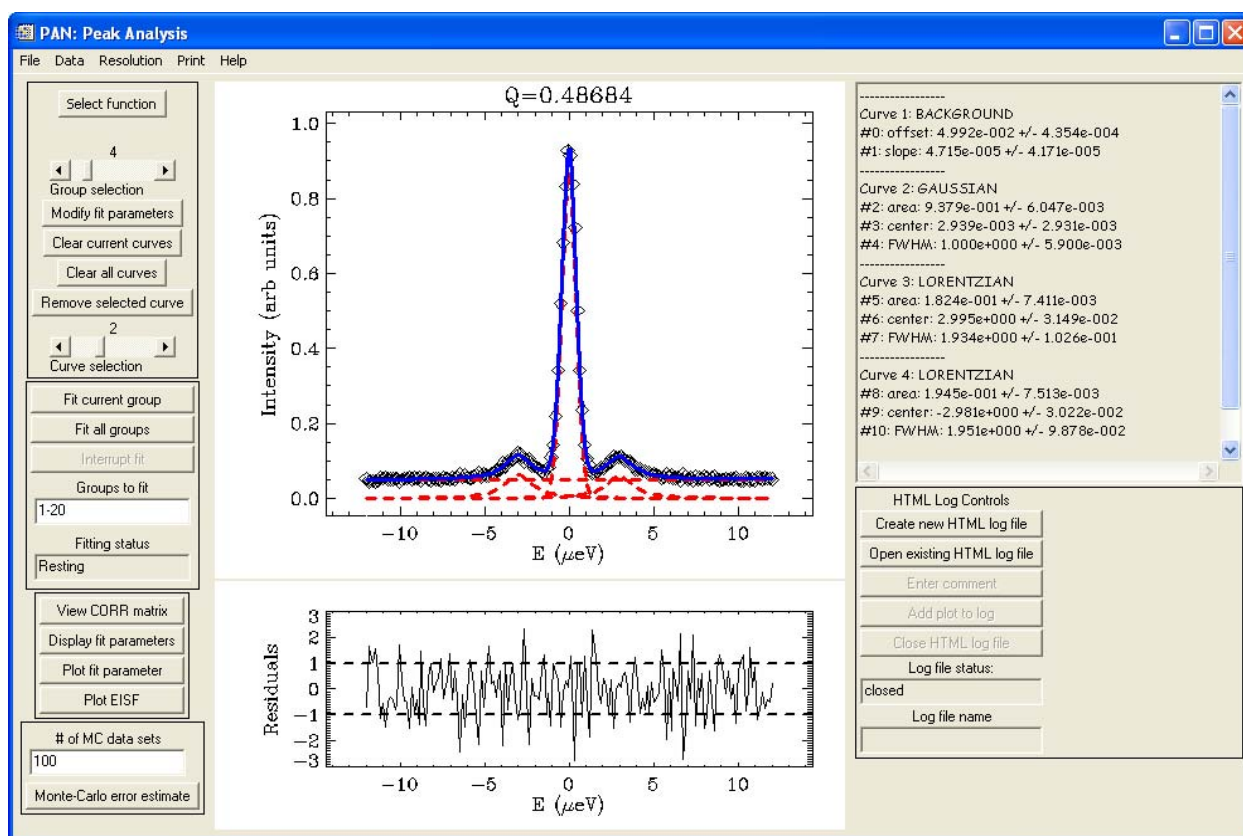 PAN: Peak Analysis
File Data Resolution Print Help
Select function
4
Group selection
Modify fit parameters
Clear current curves
Clear all curves
Remove selected curve
2
Curve selection
Fit current group
Fit all groups
Interrupt fit
Groups to fit
1-20
Fitting status
Resting
View CORR matrix
Display fit parameters
Plot fit parameter
Plot EISF
# of MC data sets
100
Monte-Carlo error estimate
Q=0.48684
Intensity (arb units)
1.0
0.8
0.6
0.4
0.2
0.0
−10 −5 0 5 10
E (μeV)
Residuals
3
2
1
0
−1
−2
−3
−10 −5 0 5 10
E (μeV)
-----------------
Curve 1: BACKGROUND
#0: offset: 4.992e-002 +/- 4.354e-004
#1: slope: 4.715e-005 +/- 4.171e-005
-----------------
Curve 2: GAUSSIAN
#2: area: 9.379e-001 +/- 6.047e-003
#3: center: 2.939e-003 +/- 2.931e-003
#4: FWHM: 1.000e+000 +/- 5.900e-003
-----------------
Curve 3: LORENTZIAN
#5: area: 1.824e-001 +/- 7.411e-003
#6: center: 2.995e+000 +/- 3.149e-002
#7: FWHM: 1.934e+000 +/- 1.026e-001
-----------------
Curve 4: LORENTZIAN
#8: area: 1.945e-001 +/- 7.513e-003
#9: center: -2.981e+000 +/- 3.022e-002
#10: FWHM: 1.951e+000 +/- 9.878e-002
HTML Log Controls
Create new HTML log file
Open existing HTML log file
Enter comment
Add plot to log
Close HTML log file
Log file status:
closed
Log file name